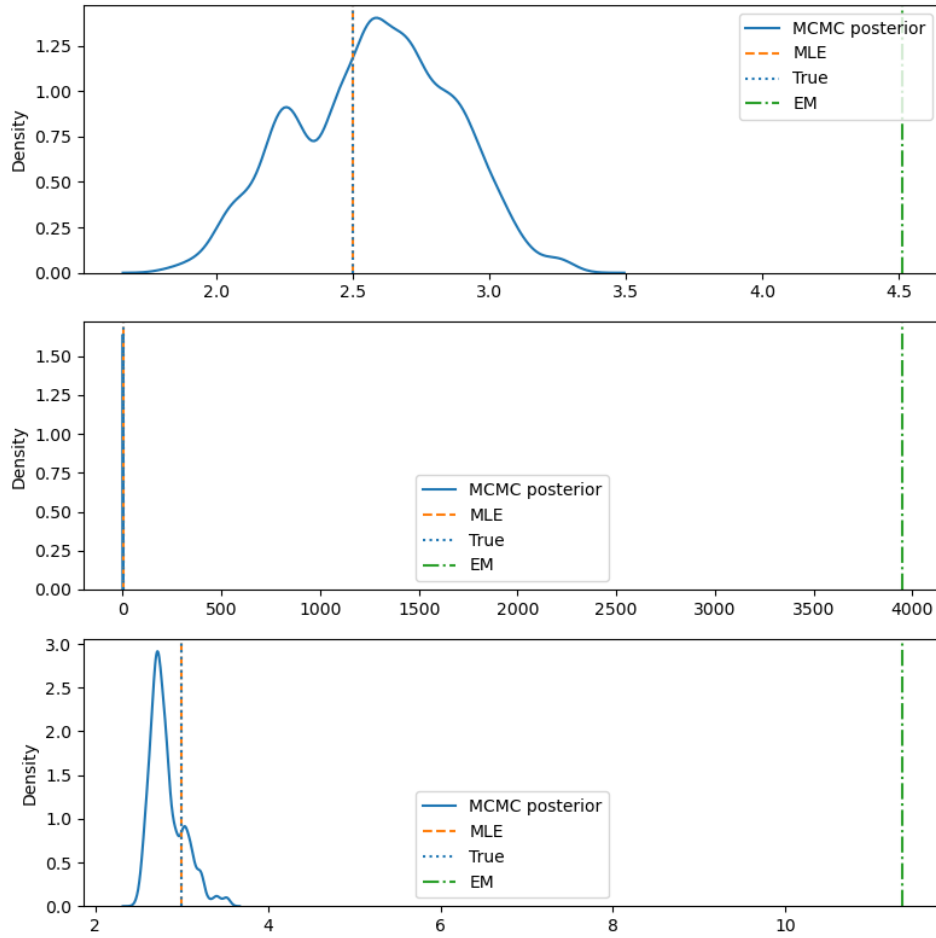 1.25
1.00
0.75
0.50
0.25
0.00
Density
MCMC posterior
MLE
True
EM
2.0 2.5 3.0 3.5 4.0 4.5
1.50
1.25
1.00
0.75
0.50
0.25
0.00
Density
MCMC posterior
MLE
True
EM
0 500 1000 1500 2000 2500 3000 3500 4000
3.0
2.5
2.0
1.5
1.0
0.5
0.0
Density
MCMC posterior
MLE
True
EM
2 4 6 8 10